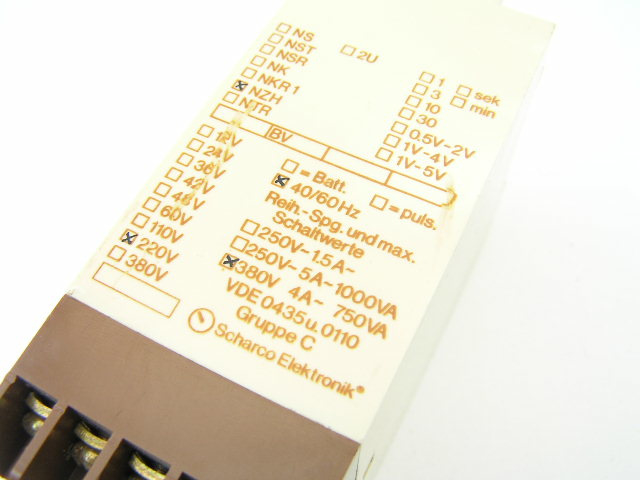 NS
NST
NSR
NK
NKR1
NZH
NTR
2U
1
3
10
30
sek
min
0.5V-2V
1V-4V
1V-5V
BV
12V
24V
36V
42V
48V
60V
110V
220V
380V
= Batt.
40/60Hz
= puls.
Reih.-Spg. und max.
Schaltwerte
250V-1.5A~
250V-5A~1000VA
380V 4A~ 750VA
VDE 0435 u. 0110
Gruppe C
Scharco Elektronik®